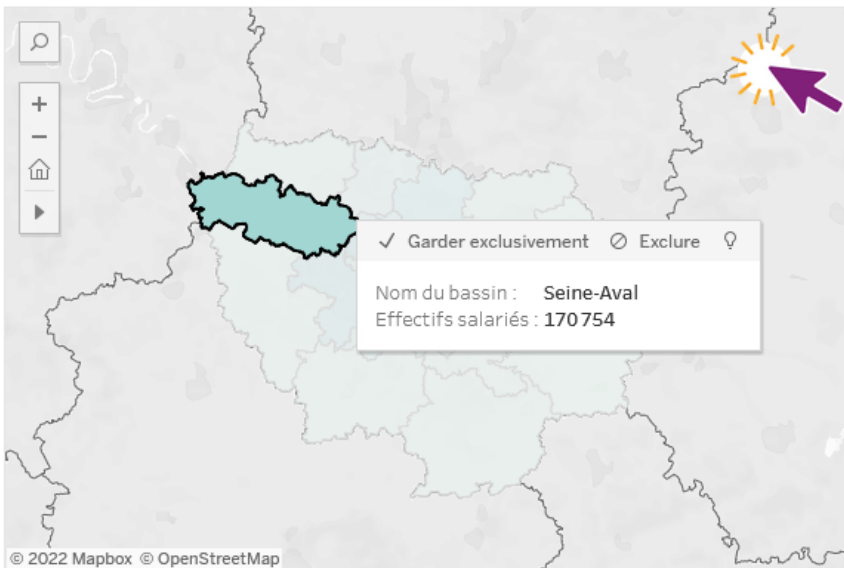 +
−
Garder exclusivement Exclure
Nom du bassin : Seine-Aval
Effectifs salariés : 170 754
© 2022 Mapbox © OpenStreetMap